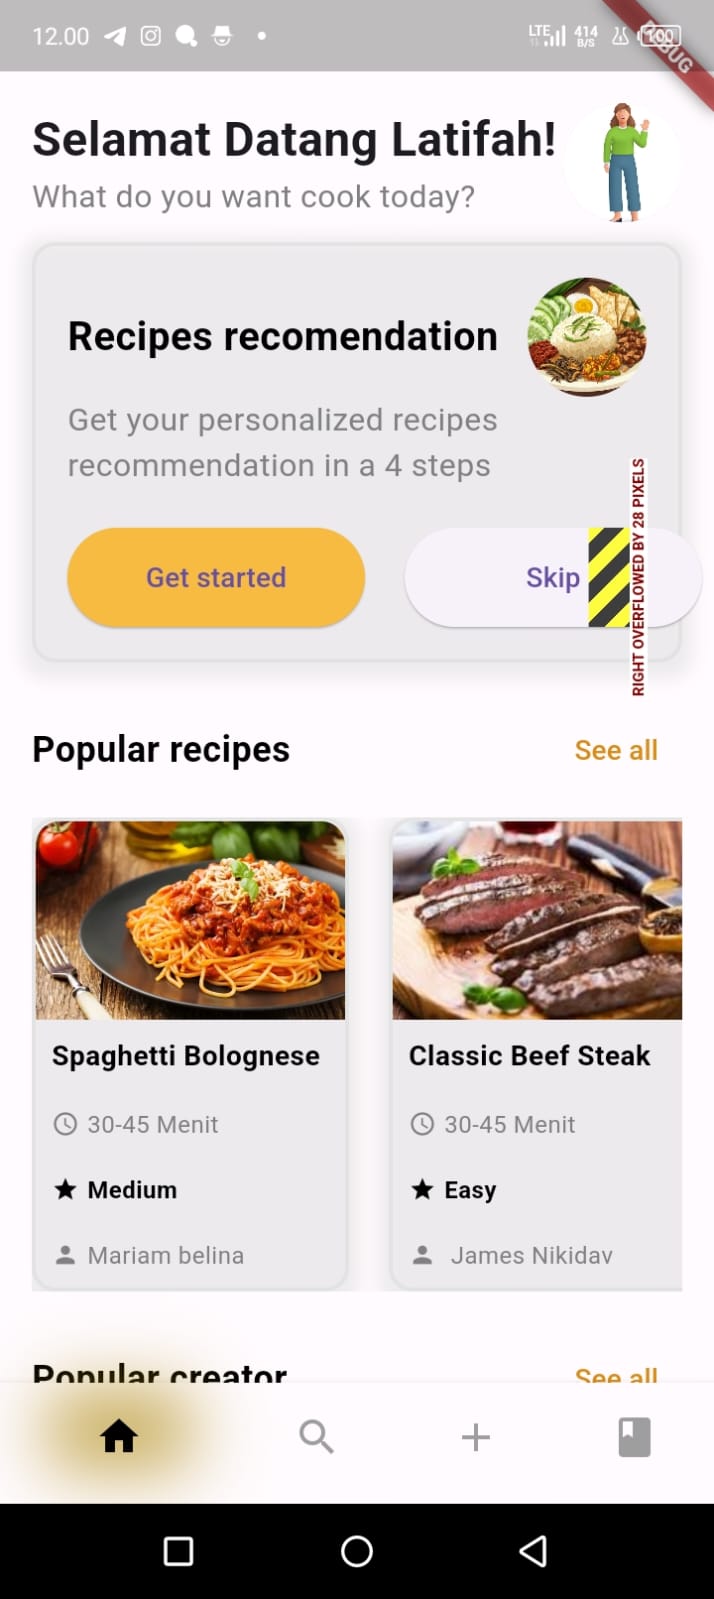 12.00
LTE 414 B/S 100
DEBUG
Selamat Datang Latifah!
What do you want cook today?
Recipes recomendation
Get your personalized recipes
recommendation in a 4 steps
Get started
Skip
RIGHT OVERFLOWED BY 28 PIXELS
Popular recipes
See all
Spaghetti Bolognese
Classic Beef Steak
30-45 Menit
30-45 Menit
Medium
Easy
Mariam belina
James Nikidav
Popular creator
See all